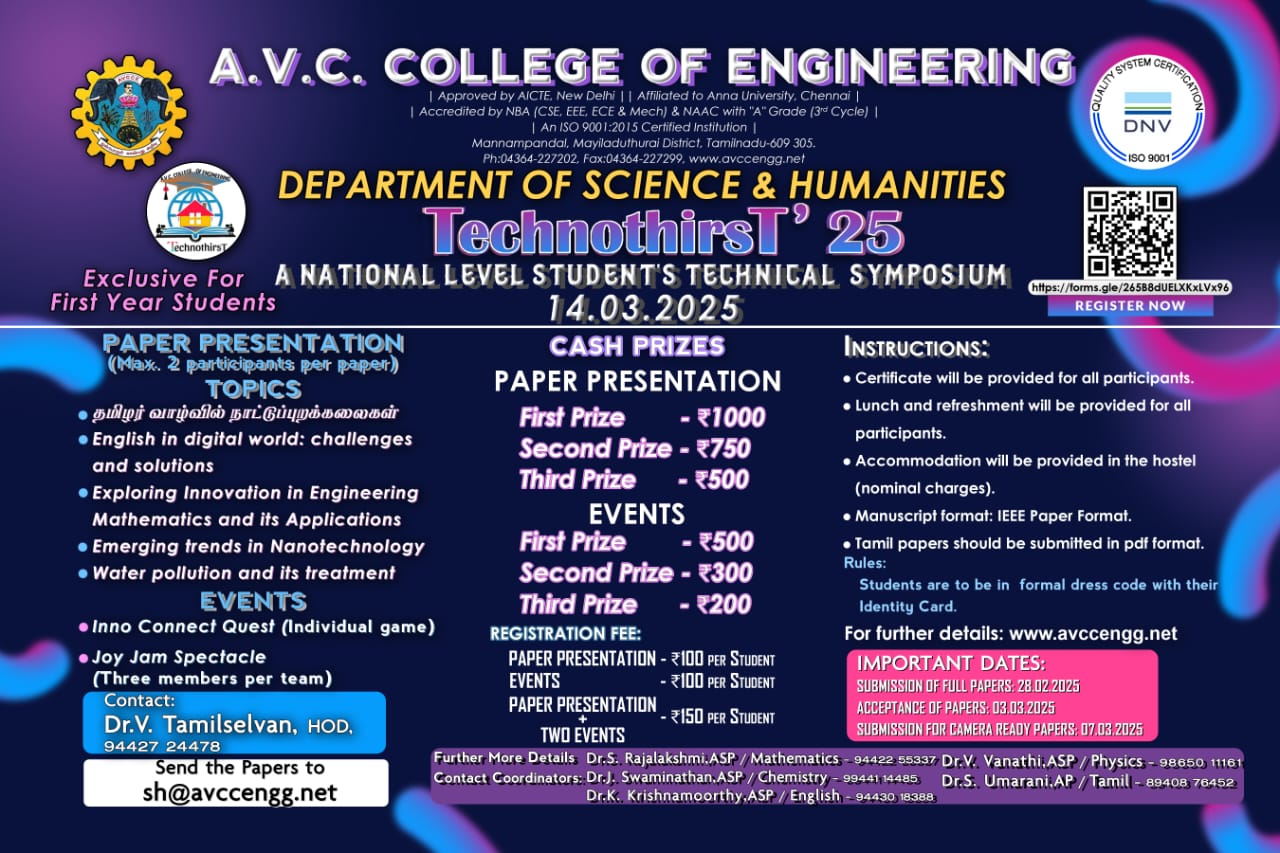 A.V.C. COLLEGE OF ENGINEERING
| Approved by AICTE, New Delhi | | Affiliated to Anna University, Chennai |
| Accredited by NBA (CSE, EEE, ECE & Mech) & NAAC with "A" Grade (3rd Cycle) |
| An ISO 9001:2015 Certified Institution |
Mannampandal, Mayiladuthurai District, Tamilnadu-609 305.
Ph:04364-227202, Fax:04364-227299, www.avccengg.net
QUALITY SYSTEM CERTIFICATION
DNV
ISO 9001
AVCCE
A.V.C. COLLEGE OF ENGINEERING
TechnothirsT
DEPARTMENT OF SCIENCE & HUMANITIES
TechnothirsT' 25
Exclusive For
First Year Students
A NATIONAL LEVEL STUDENT'S TECHNICAL SYMPOSIUM
14.03.2025
https://forms.gle/265B8dUELXKxLVx96
REGISTER NOW
PAPER PRESENTATION
(Max. 2 participants per paper)
TOPICS
• தமிழர் வாழ்வில் நாட்டுப்புறக்கலைகள்
• English in digital world: challenges
and solutions
• Exploring Innovation in Engineering
Mathematics and its Applications
• Emerging trends in Nanotechnology
• Water pollution and its treatment
EVENTS
• Inno Connect Quest (Individual game)
• Joy Jam Spectacle
(Three members per team)
Contact:
Dr.V. Tamilselvan, HOD,
94427 24478
Send the Papers to
sh@avccengg.net
CASH PRIZES
PAPER PRESENTATION
First Prize - ₹1000
Second Prize - ₹750
Third Prize - ₹500
EVENTS
First Prize - ₹500
Second Prize - ₹300
Third Prize - ₹200
REGISTRATION FEE:
PAPER PRESENTATION - ₹100 PER STUDENT
EVENTS - ₹100 PER STUDENT
PAPER PRESENTATION
+ - ₹150 PER STUDENT
TWO EVENTS
INSTRUCTIONS:
• Certificate will be provided for all participants.
• Lunch and refreshment will be provided for all
participants.
• Accommodation will be provided in the hostel
(nominal charges).
• Manuscript format: IEEE Paper Format.
• Tamil papers should be submitted in pdf format.
Rules:
Students are to be in formal dress code with their
Identity Card.
For further details: www.avccengg.net
IMPORTANT DATES:
SUBMISSION OF FULL PAPERS: 28.02.2025
ACCEPTANCE OF PAPERS: 03.03.2025
SUBMISSION FOR CAMERA READY PAPERS: 07.03.2025
Further More Details Dr.S. Rajalakshmi,ASP / Mathematics - 94422 55337 Dr.V. Vanathi,ASP / Physics - 98650 11161
Contact Coordinators: Dr.J. Swaminathan,ASP / Chemistry - 99441 14485 Dr.S. Umarani,AP / Tamil - 89408 76452
Dr.K. Krishnamoorthy,ASP / English - 94430 18388